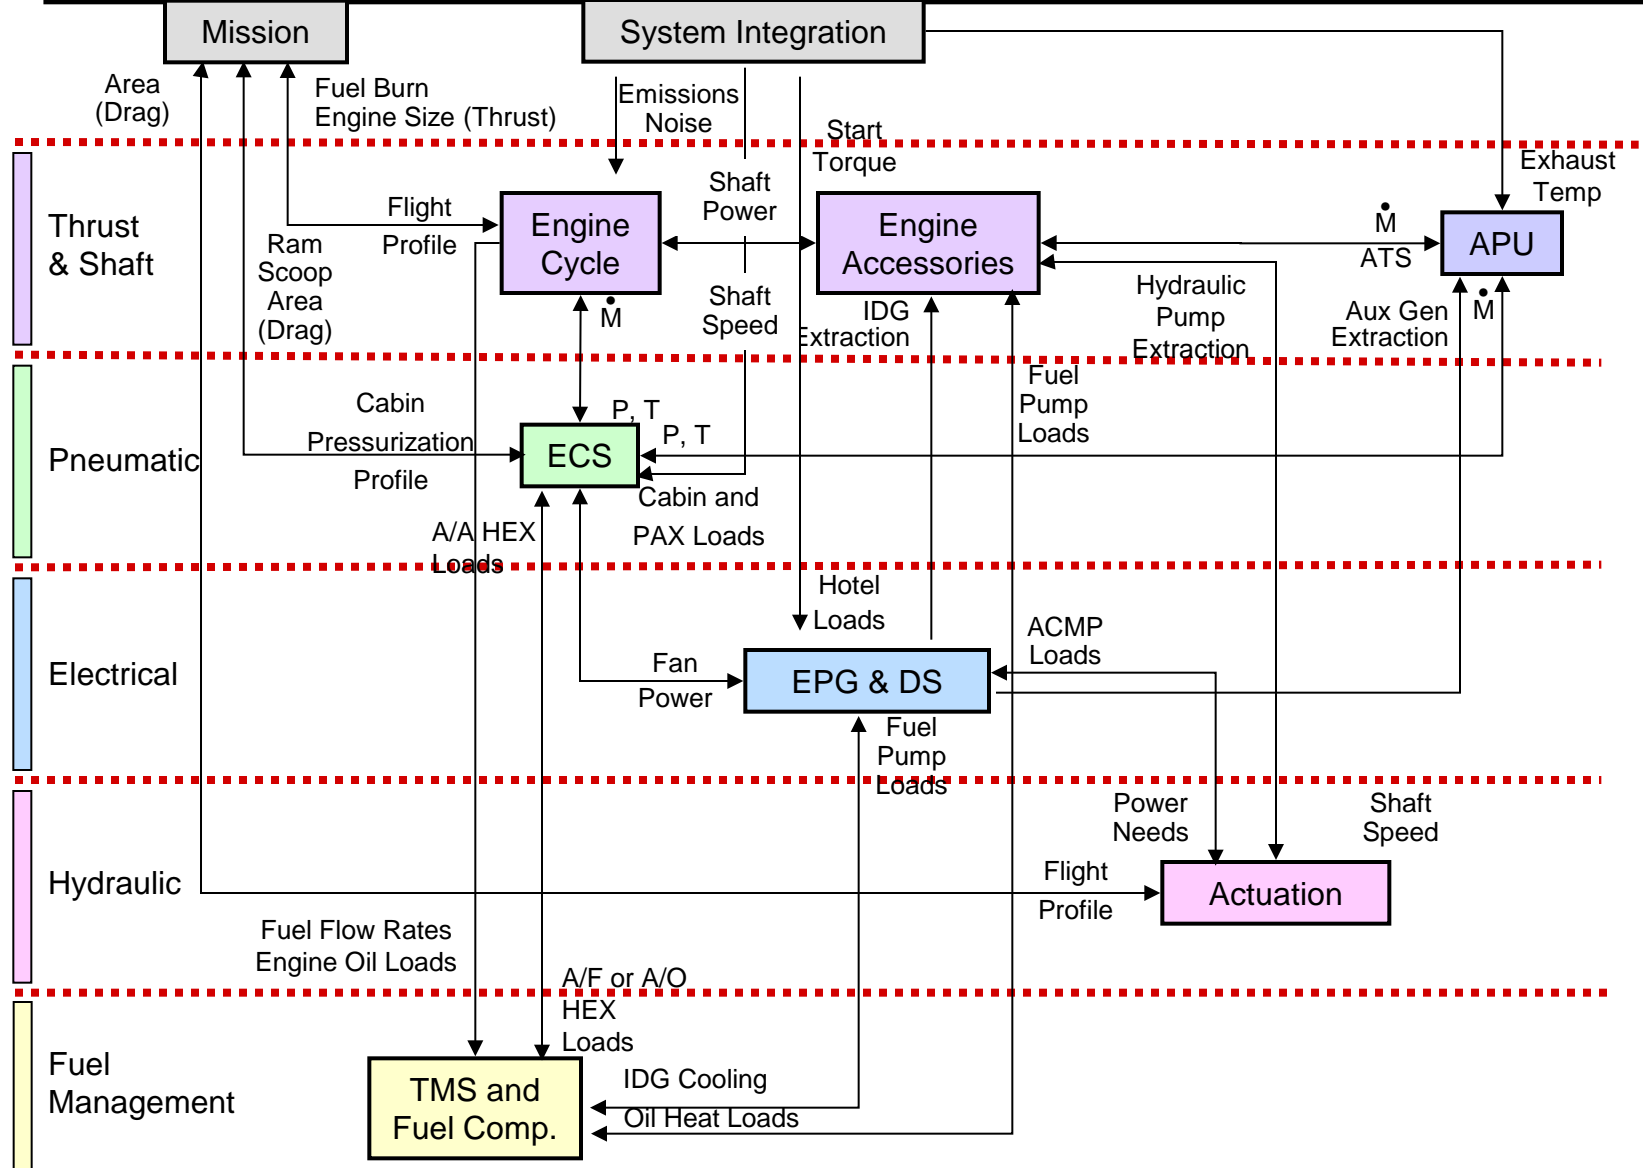 Mission
System Integration
Area
(Drag)
Fuel Burn
Engine Size (Thrust)
Emissions
Noise
Start
Torque
Exhaust
Temp
Thrust
& Shaft
Flight
Profile
Engine
Cycle
Shaft
Power
Engine
Accessories
Ṁ
ATS
APU
Ram
Scoop
Area
(Drag)
Ṁ
Shaft
Speed
IDG
Extraction
Hydraulic
Pump
Extraction
Aux Gen
Extraction
Ṁ
Pneumatic
Cabin
Pressurization
Profile
P, T
P, T
ECS
Fuel
Pump
Loads
Cabin and
PAX Loads
A/A HEX
Loads
Electrical
Hotel
Loads
Fan
Power
EPG & DS
ACMP
Loads
Fuel
Pump
Loads
Hydraulic
Power
Needs
Shaft
Speed
Flight
Profile
Actuation
Fuel Flow Rates
Engine Oil Loads
A/F or A/O
HEX
Loads
Fuel
Management
TMS and
Fuel Comp.
IDG Cooling
Oil Heat Loads